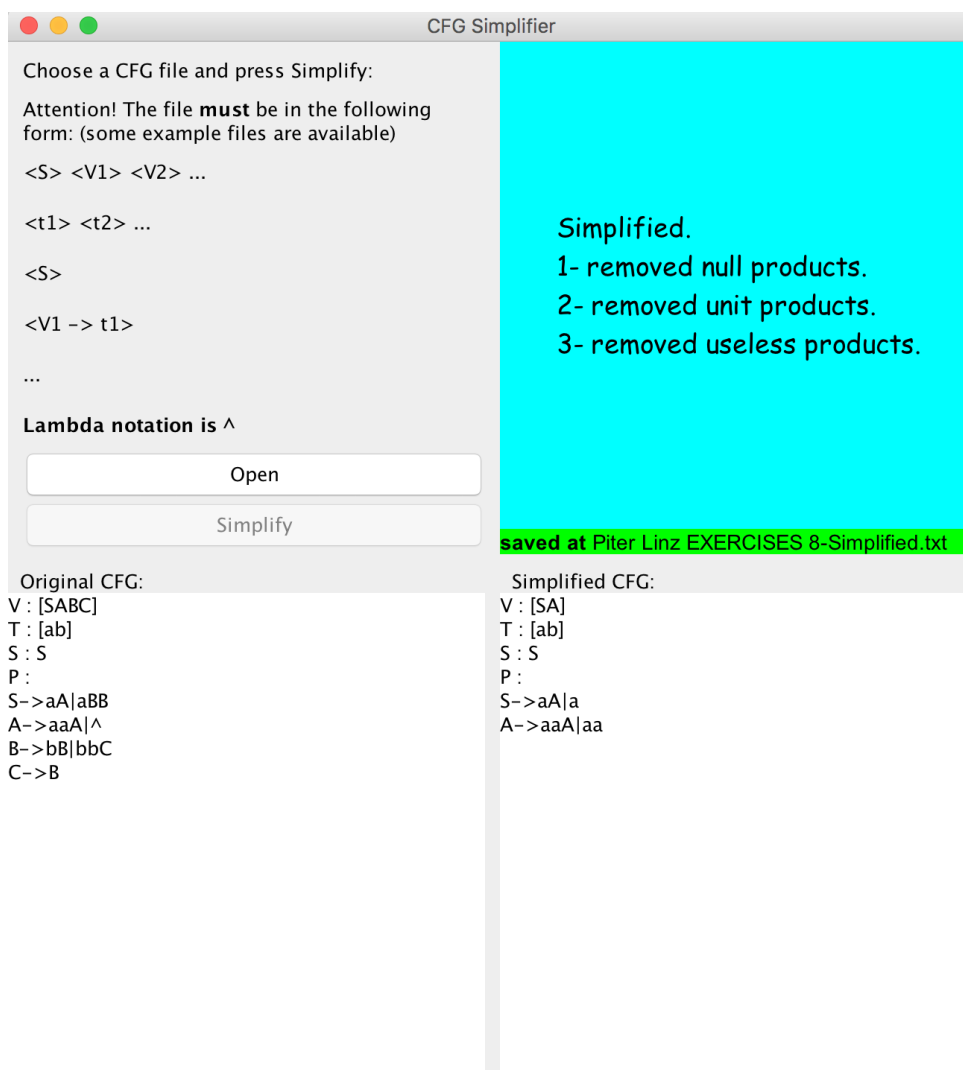 CFG Simplifier
Choose a CFG file and press Simplify:
Attention! The file must be in the following
form: (some example files are available)
<S> <V1> <V2> ...
<t1> <t2> ...
<S>
<V1 -> t1>
...
Lambda notation is ^
Open
Simplify
Simplified.
1- removed null products.
2- removed unit products.
3- removed useless products.
saved at Piter Linz EXERCISES 8-Simplified.txt
Original CFG:
V : [SABC]
T : [ab]
S : S
P :
S->aA|aBB
A->aaA|^
B->bB|bbC
C->B
Simplified CFG:
V : [SA]
T : [ab]
S : S
P :
S->aA|a
A->aaA|aa